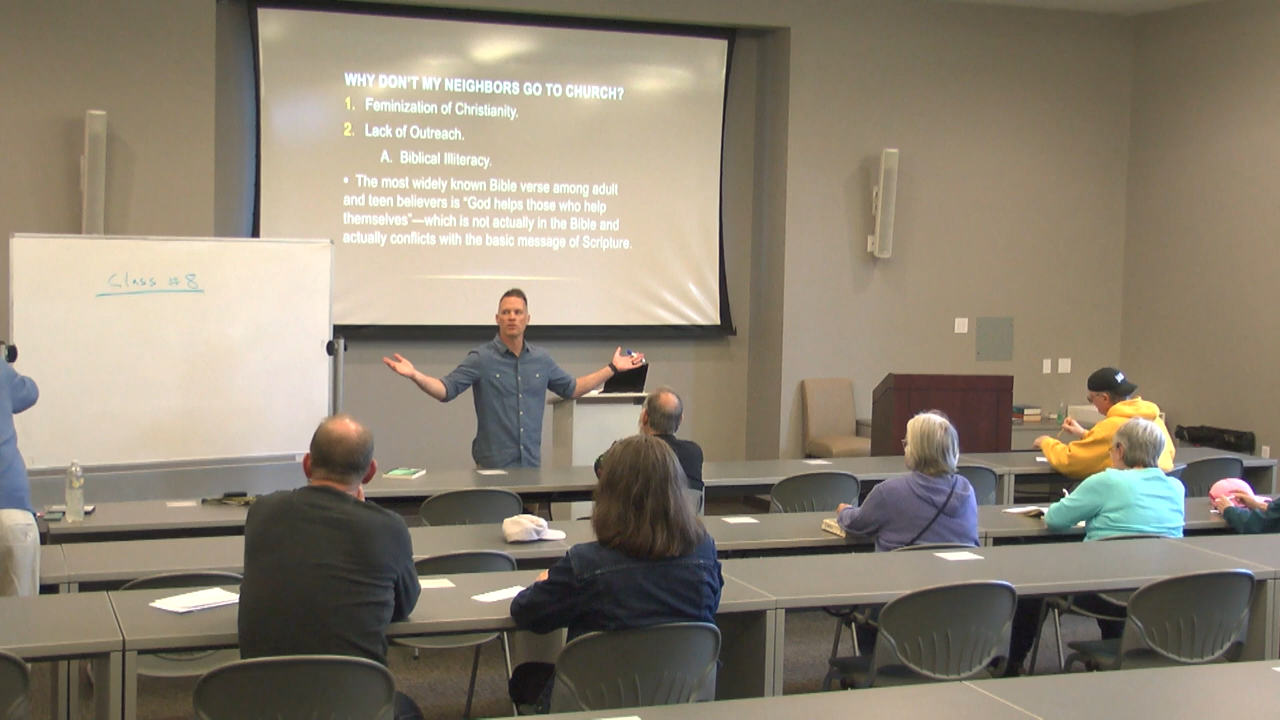 WHY DON'T MY NEIGHBORS GO TO CHURCH?
1. Feminization of Christianity.
2. Lack of Outreach.
A. Biblical Illiteracy.
• The most widely known Bible verse among adult
and teen believers is “God helps those who help
themselves”—which is not actually in the Bible and
actually conflicts with the basic message of Scripture.
Class #8